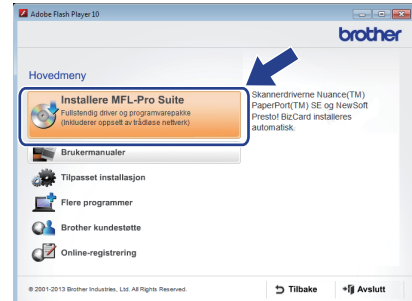 Adobe Flash Player 10
brother
Hovedmeny
Installere MFL-Pro Suite
Fullstendig driver og programvarepakke
(Inkluderer oppsett av trådløse nettverk)
Brukermanualer
Tilpasset installasjon
Flere programmer
Brother kundestøtte
Online-registrering
Skannerdriverne Nuance(TM)
PaperPort(TM) SE og NewSoft
Presto! BizCard installeres
automatisk.
© 2001-2013 Brother Industries, Ltd. All Rights Reserved.
Tilbake
Avslutt